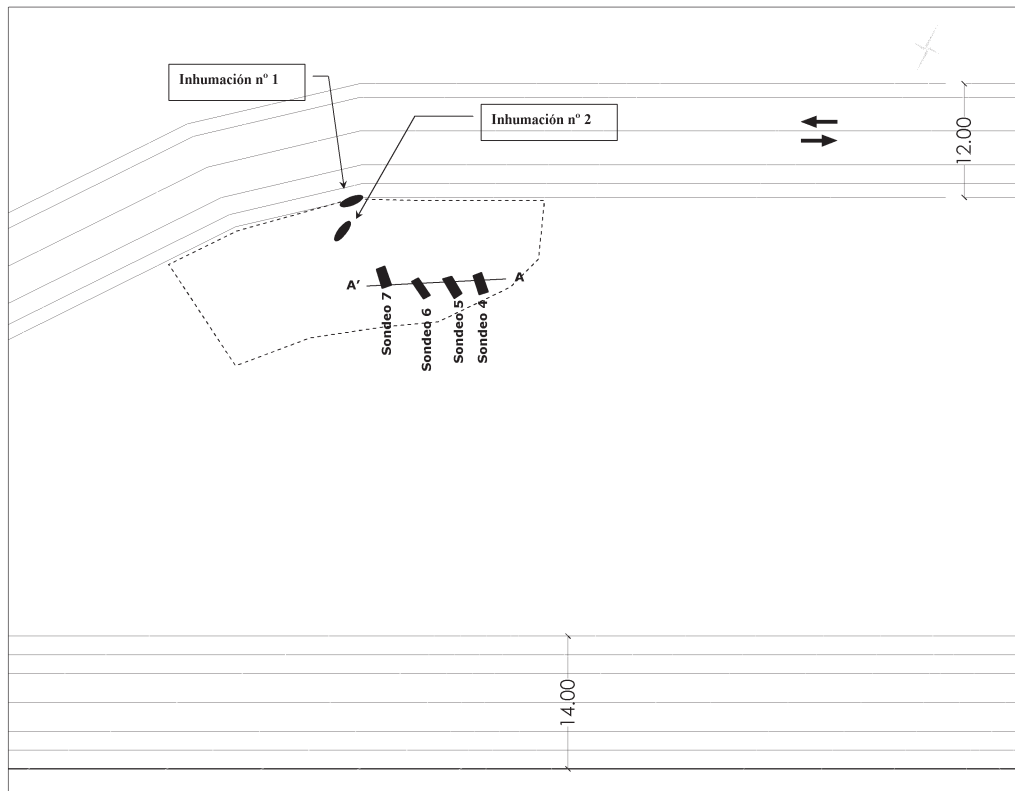 Inhumación nº 1
Inhumación nº 2
12.00
A'
A
Sondeo 7
Sondeo 6
Sondeo 5
Sondeo 4
14.00